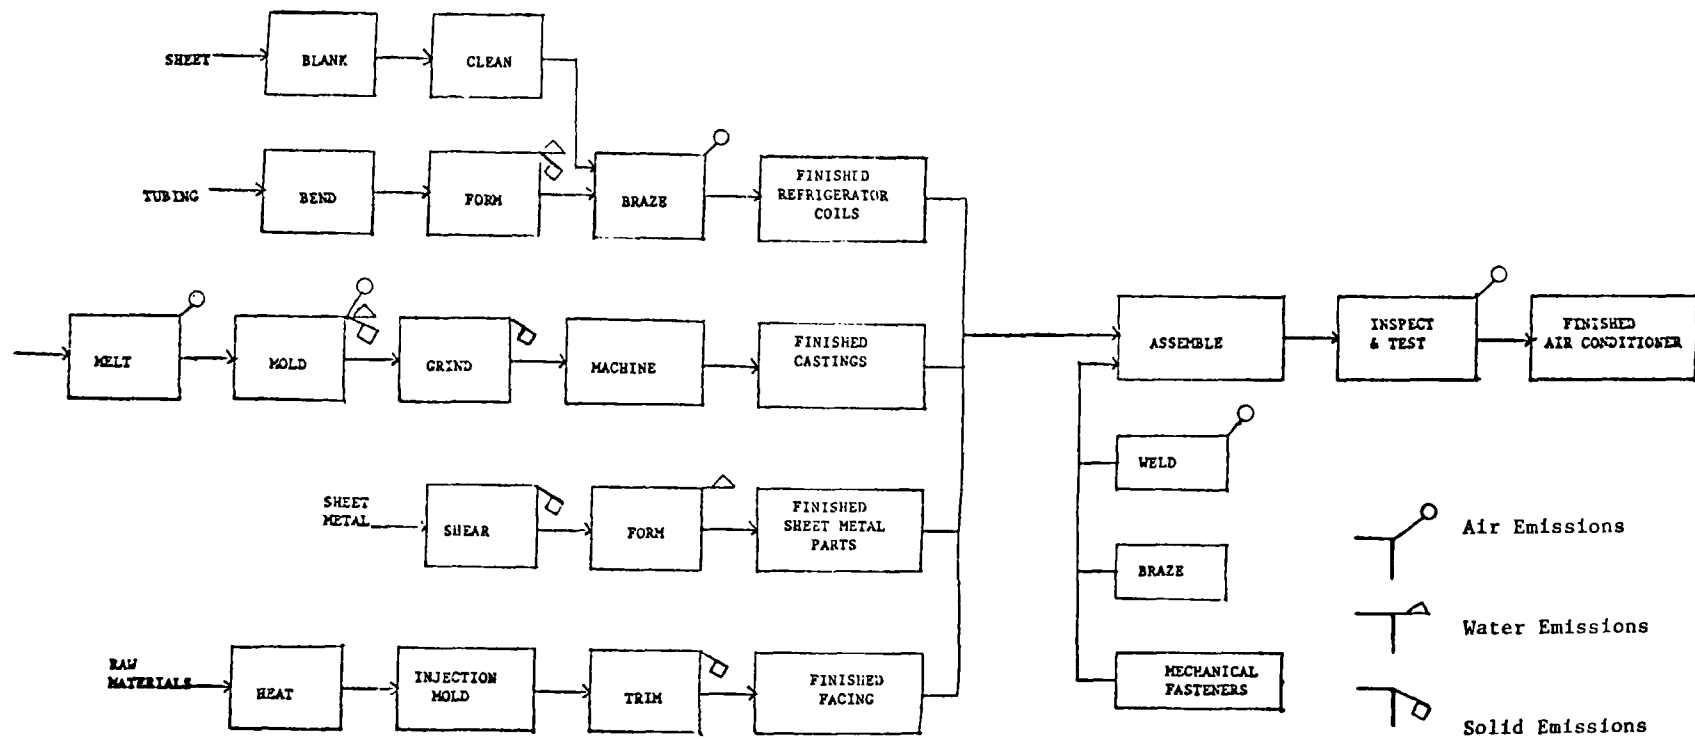 SHEET
BLANK
CLEAN
TUBING
BEND
FORM
BRAZE
FINISHED
REFRIGERATOR
COILS
MELT
MOLD
GRIND
MACHINE
FINISHED
CASTINGS
ASSEMBLE
INSPECT
& TEST
FINISHED
AIR CONDITIONER
SHEET
METAL
SHEAR
FORM
FINISHED
SHEET METAL
PARTS
WELD
BRAZE
MECHANICAL
FASTENERS
RAW
MATERIALS
HEAT
INJECTION
MOLD
TRIM
FINISHED
FACING
Air Emissions
Water Emissions
Solid Emissions